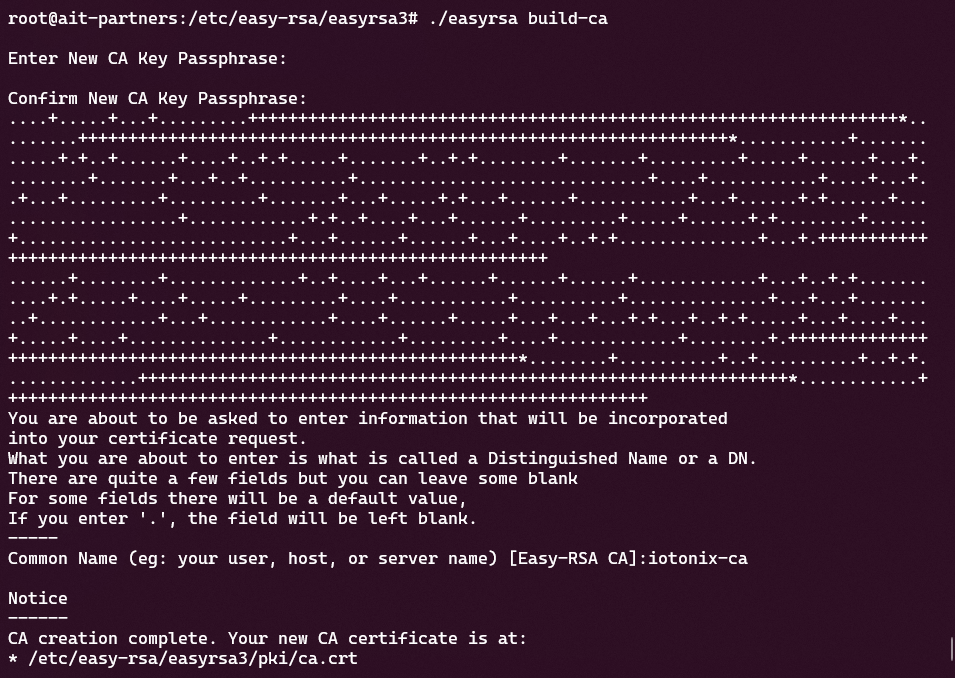 root@ait-partners:/etc/easy-rsa/easyrsa3# ./easyrsa build-ca
Enter New CA Key Passphrase:
Confirm New CA Key Passphrase:
You are about to be asked to enter information that will be incorporated
into your certificate request.
What you are about to enter is what is called a Distinguished Name or a DN.
There are quite a few fields but you can leave some blank
For some fields there will be a default value,
If you enter '.', the field will be left blank.
-----
Common Name (eg: your user, host, or server name) [Easy-RSA CA]:iotonix-ca
Notice
------
CA creation complete. Your new CA certificate is at:
* /etc/easy-rsa/easyrsa3/pki/ca.crt